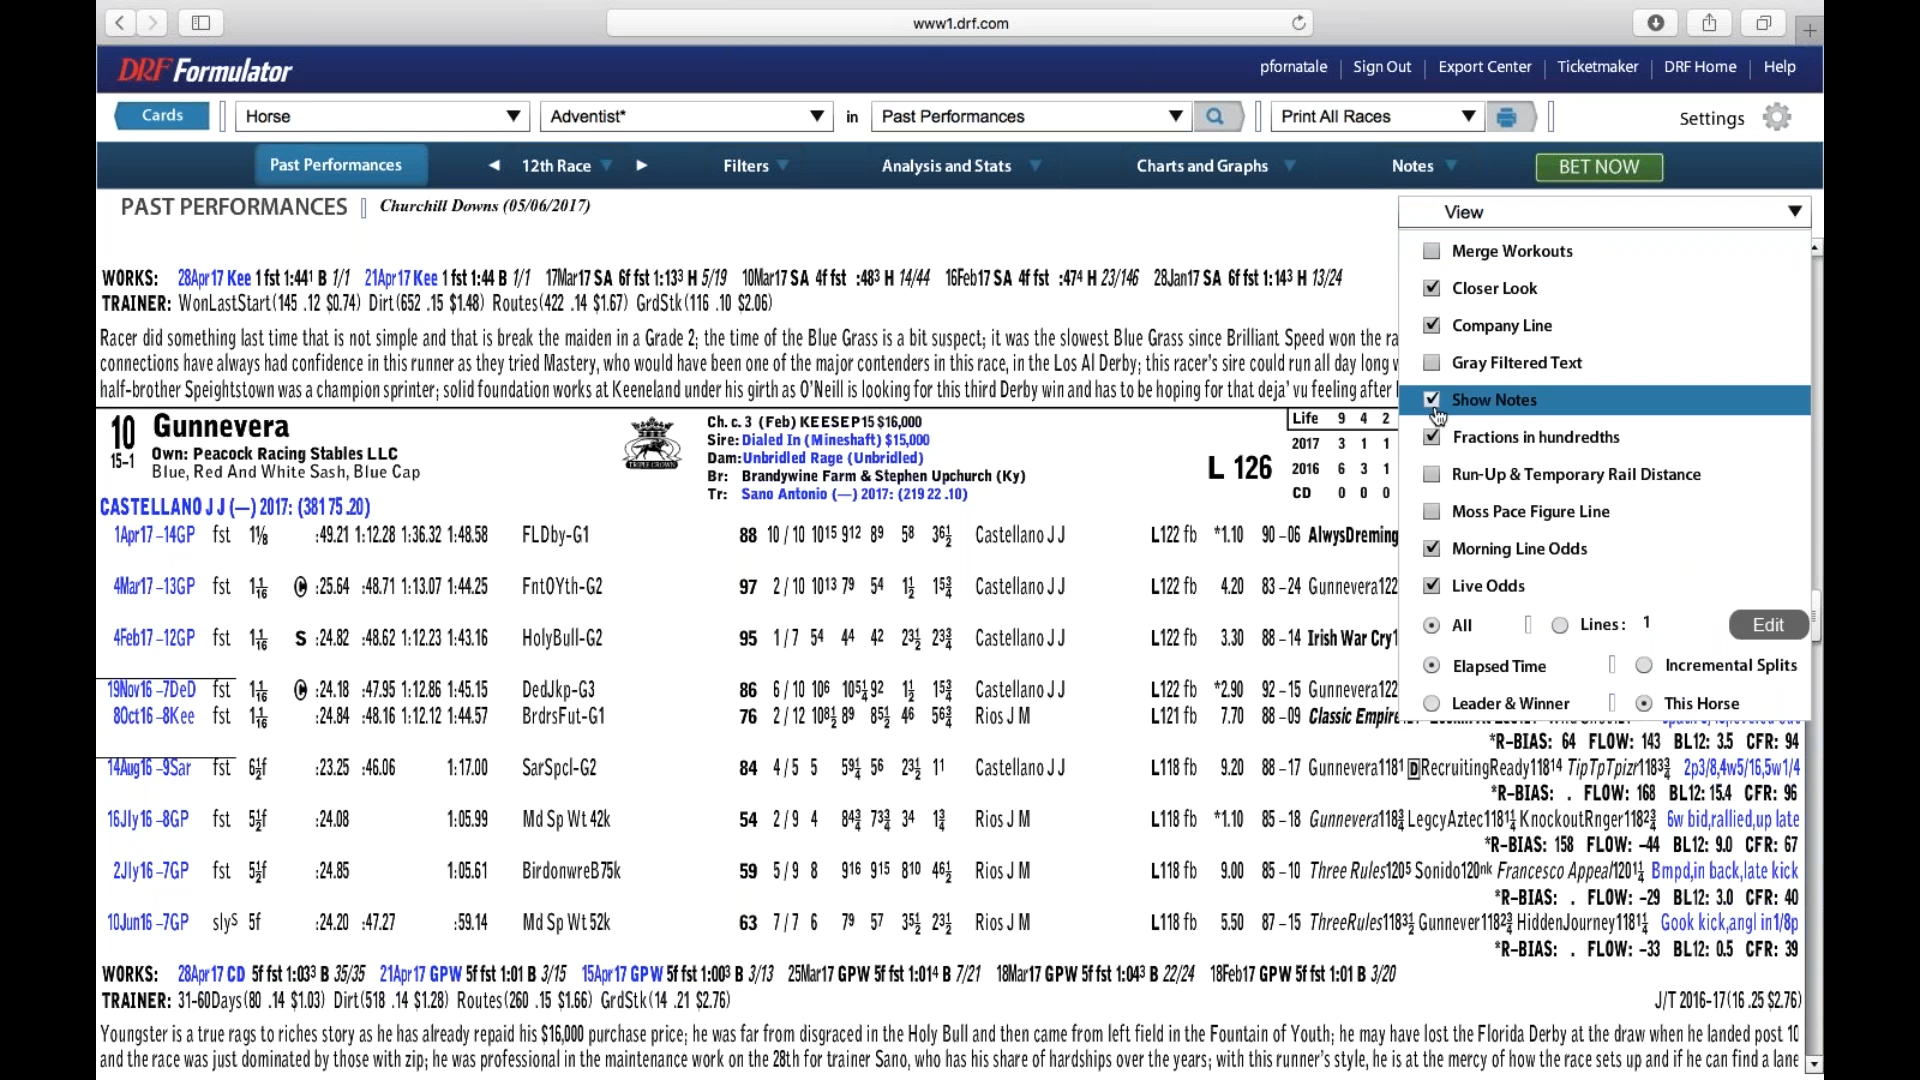 www1.drf.com
DRF Formulator
pfornatale Sign Out Export Center Ticketmaker DRF Home Help
Cards Horse Adventist* in Past Performances Print All Races Settings
Past Performances 12th Race Filters Analysis and Stats Charts and Graphs Notes BET NOW
PAST PERFORMANCES Churchill Downs (05/06/2017)
View
Merge Workouts
Closer Look
Company Line
Gray Filtered Text
Show Notes
Fractions in hundredths
Run-Up & Temporary Rail Distance
Moss Pace Figure Line
Morning Line Odds
Live Odds
All Lines: 1 Edit
Elapsed Time Incremental Splits
Leader & Winner This Horse
WORKS: 28Apr17 Kee 1 fst 1:44¹ B 1/1 21Apr17 Kee 1 fst 1:44 B 1/1 17Mar17 SA 6f fst 1:13³ H 5/19 10Mar17 SA 4f fst :48³ H 14/44 16Feb17 SA 4f fst :47⁴ H 23/146 28Jan17 SA 6f fst 1:14³ H 13/24
TRAINER: WonLastStart(145 .12 $0.74) Dirt(652 .15 $1.48) Routes(422 .14 $1.67) GrdStk(116 .10 $2.06)
Racer did something last time that is not simple and that is break the maiden in a Grade 2; the time of the Blue Grass is a bit suspect; it was the slowest Blue Grass since Brilliant Speed won the ra
connections have always had confidence in this runner as they tried Mastery, who would have been one of the major contenders in this race, in the Los Al Derby; this racer's sire could run all day long
half-brother Speightstown was a champion sprinter; solid foundation works at Keeneland under his girth as O'Neill is looking for this third Derby win and has to be hoping for that deja' vu feeling after
10 Gunnevera
15-1 Own: Peacock Racing Stables LLC
Blue, Red And White Sash, Blue Cap
TRIPLE CROWN
Ch. c. 3 (Feb) KEESEP15 $16,000
Sire: Dialed In (Mineshaft) $15,000
Dam: Unbridled Rage (Unbridled)
Br: Brandywine Farm & Stephen Upchurch (Ky)
Tr: Sano Antonio (—) 2017: (219 22 .10)
L 126
Life 9 4 2
2017 3 1 1
2016 6 3 1
CD 0 0 0
CASTELLANO J J (—) 2017: (381 75 .20)
1Apr17 –14GP fst 1⅛ :49.21 1:12.28 1:36.32 1:48.58 FLDby-G1 88 10/10 10¹⁵ 9¹² 8⁹ 5⁸ 3⁶½ Castellano J J L122 fb *1.10 90–06 AlwysDreming
4Mar17 –13GP fst 1 1/16 Ⓒ :25.64 :48.71 1:13.07 1:44.25 FntOYth-G2 97 2/10 10¹³ 7⁹ 5⁴ 1½ 1⁵¾ Castellano J J L122 fb 4.20 83–24 Gunnevera122
4Feb17 –12GP fst 1 1/16 S :24.82 :48.62 1:12.23 1:43.16 HolyBull-G2 95 1/7 5⁴ 4⁴ 4² 2³½ 2³¾ Castellano J J L122 fb 3.30 88–14 Irish War Cry1
19Nov16 –7DeD fst 1 1/16 Ⓒ :24.18 :47.95 1:12.86 1:45.15 DedJkp-G3 86 6/10 10⁶ 10⁵¼ 9² 1½ 1⁵¾ Castellano J J L122 fb *2.90 92–15 Gunnevera122
8Oct16 –8Kee fst 1 1/16 :24.84 :48.16 1:12.12 1:44.57 BrdrsFut-G1 76 2/12 10⁸½ 8⁹ 8⁵½ 4⁶ 5⁶¾ Rios J M L121 fb 7.70 88–09 Classic Empire
*R–BIAS: 64 FLOW: 143 BL12: 3.5 CFR: 94
14Aug16 –9Sar fst 6½f :23.25 :46.06 1:17.00 SarSpcl-G2 84 4/5 5 5⁹¼ 5⁶ 2³½ 1¹ Castellano J J L118 fb 9.20 88–17 Gunnevera118¹ 🄳RecruitingReady118¹⁴ TipTpTpizr118³¾ 2p3/8,4w5/16,5w1/4
*R–BIAS: . FLOW: 168 BL12: 15.4 CFR: 96
16Jly16 –8GP fst 5½f :24.08 1:05.99 Md Sp Wt 42k 54 2/9 4 8⁴¾ 7³¾ 3⁴ 1¾ Rios J M L118 fb *1.10 85–18 Gunnevera118¾ LegcyAztec118¹¼ KnockoutRnger118²¾ 6w bid,rallied,up late
*R–BIAS: 158 FLOW: –44 BL12: 9.0 CFR: 67
2Jly16 –7GP fst 5½f :24.85 1:05.61 BirdonwreB75k 59 5/9 8 9¹⁶ 9¹⁵ 8¹⁰ 4⁶½ Rios J M L118 fb 9.00 85–10 Three Rules120⁵ Sonido120ⁿᵏ Francesco Appeal120¹¼ Bmpd,in back,late kick
*R–BIAS: . FLOW: –29 BL12: 3.0 CFR: 40
10Jun16 –7GP slyˢ 5f :24.20 :47.27 :59.14 Md Sp Wt 52k 63 7/7 6 7⁹ 5⁷ 3⁵½ 2³½ Rios J M L118 fb 5.50 87–15 ThreeRules118³½ Gunnever118²¾ HiddenJourney118¹¼ Gook kick,angl in1/8p
*R–BIAS: . FLOW: –33 BL12: 0.5 CFR: 39
WORKS: 28Apr17 CD 5f fst 1:03³ B 35/35 21Apr17 GPW 5f fst 1:01 B 3/15 15Apr17 GPW 5f fst 1:00³ B 3/13 25Mar17 GPW 5f fst 1:01⁴ B 7/21 18Mar17 GPW 5f fst 1:04³ B 22/24 18Feb17 GPW 5f fst 1:01 B 3/20
TRAINER: 31-60Days(80 .14 $1.03) Dirt(518 .14 $1.28) Routes(260 .15 $1.66) GrdStk(14 .21 $2.76) J/T 2016-17(16 .25 $2.76)
Youngster is a true rags to riches story as he has already repaid his $16,000 purchase price; he was far from disgraced in the Holy Bull and then came from left field in the Fountain of Youth; he may have lost the Florida Derby at the draw when he landed post 10
and the race was just dominated by those with zip; he was professional in the maintenance work on the 28th for trainer Sano, who has his share of hardships over the years; with this runner's style, he is at the mercy of how the race sets up and if he can find a lane